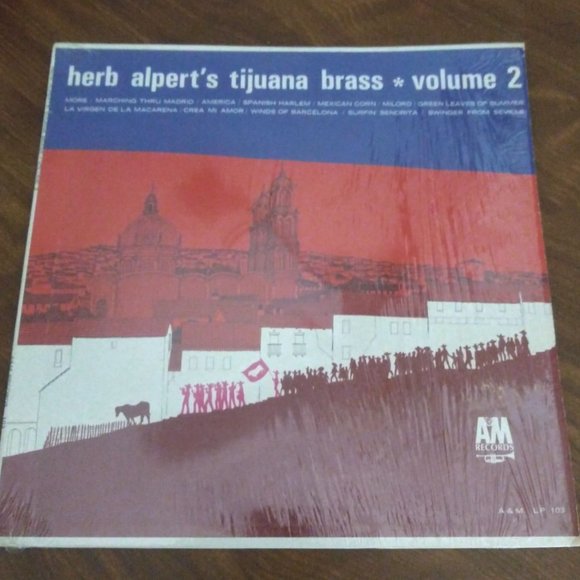 herb alpert's tijuana brass * volume 2
MORE / MARCHING THRU MADRID / AMERICA / SPANISH HARLEM / MEXICAN CORN / MILORD / GREEN LEAVES OF SUMMER
LA VIRGEN DE LA MACARENA / CREA MI AMOR / WINDS OF BARCELONA / SURFIN SENORITA / SWINGER FROM SEVILLE
A&M
RECORDS
A & M LP 103